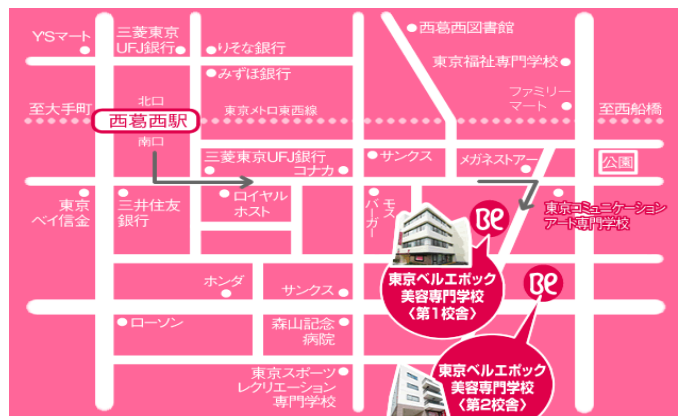 Y'Sマート
三菱東京
UFJ銀行
りそな銀行
みずほ銀行
西葛西図書館
東京福祉専門学校
ファミリー
マート
至大手町
北口
東京メトロ東西線
至西船橋
西葛西駅
南口
三菱東京UFJ銀行
コナカ
サンクス
メガネストアー
公園
東京
ベイ信金
三井住友
銀行
ロイヤル
ホスト
モス
バーガー
東京コミュニケーション
アート専門学校
Be
東京ベルエポック
美容専門学校
〈第1校舎〉
Be
ホンダ
サンクス
ローソン
森山記念
病院
東京スポーツ
レクリエーション
専門学校
東京ベルエポック
美容専門学校
〈第2校舎〉